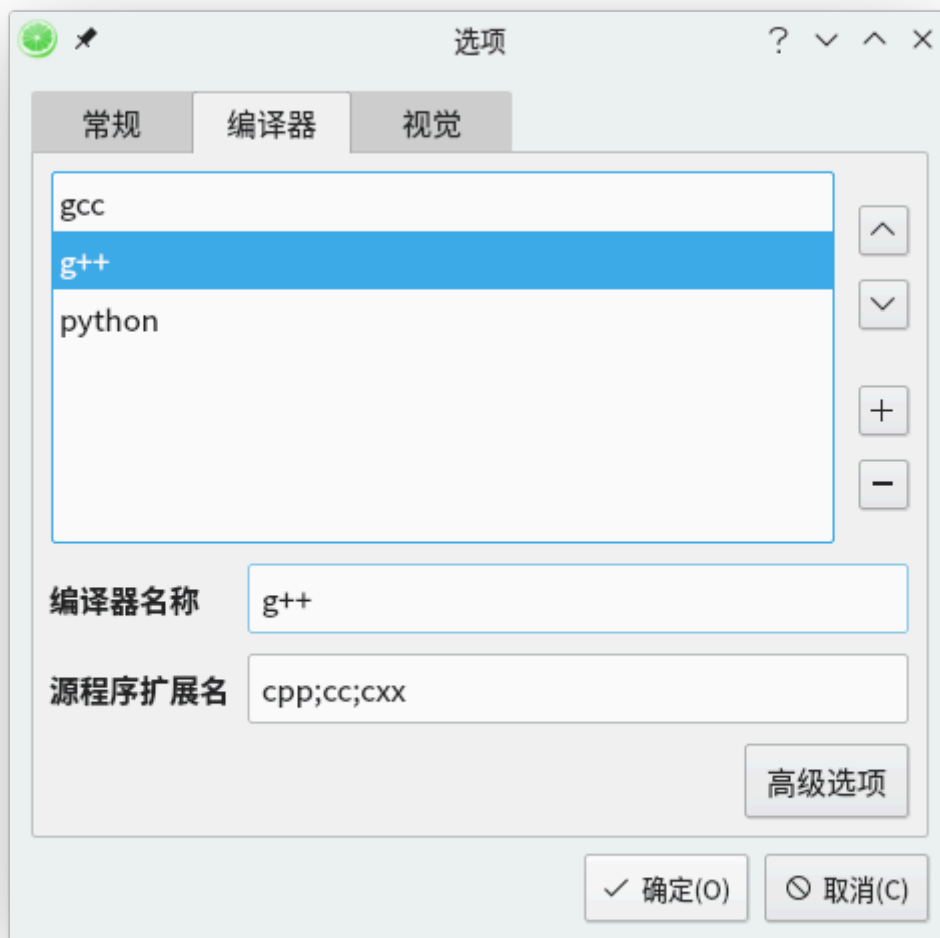 选项
常规 编译器 视觉
gcc
g++
python
编译器名称 g++
源程序扩展名 cpp;cc;cxx
高级选项
确定(O) 取消(C)